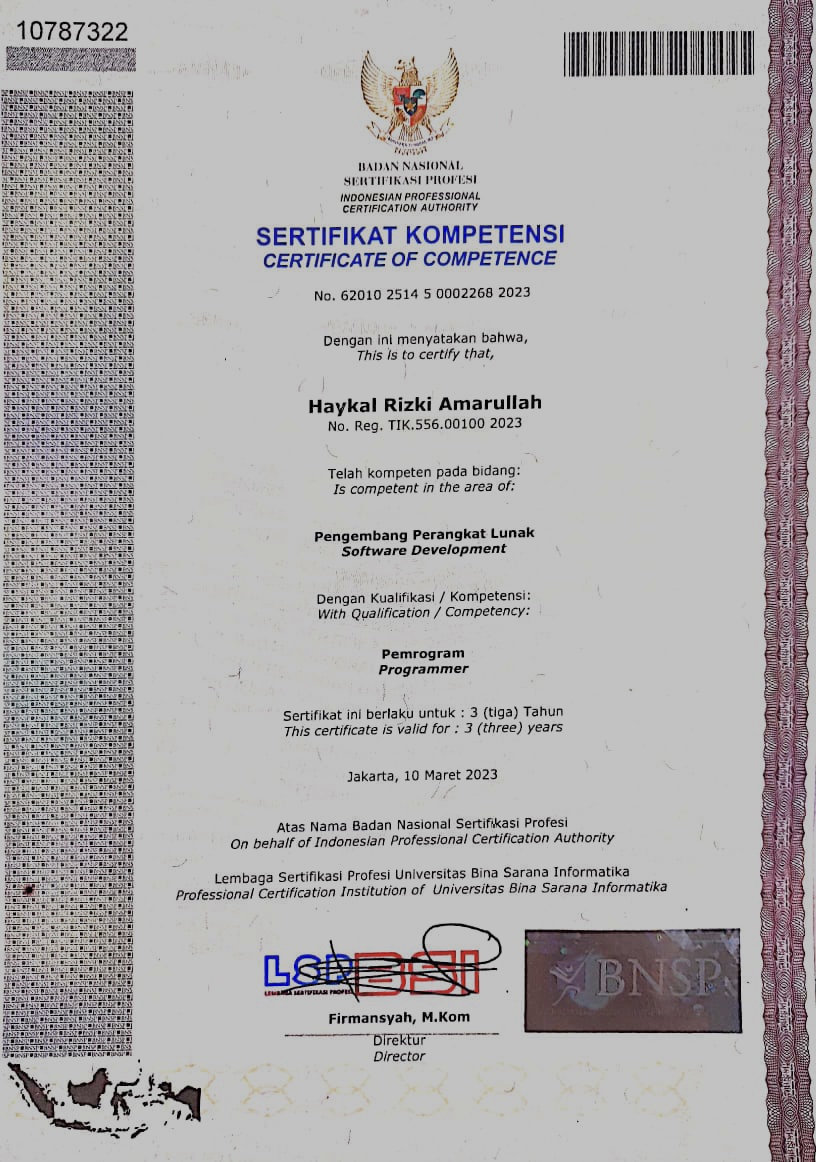 10787322
BADAN NASIONAL
SERTIFIKASI PROFESI
INDONESIAN PROFESSIONAL
CERTIFICATION AUTHORITY
SERTIFIKAT KOMPETENSI
CERTIFICATE OF COMPETENCE
No. 62010 2514 5 0002268 2023
Dengan ini menyatakan bahwa,
This is to certify that,
Haykal Rizki Amarullah
No. Reg. TIK.556.00100 2023
Telah kompeten pada bidang:
Is competent in the area of:
Pengembang Perangkat Lunak
Software Development
Dengan Kualifikasi / Kompetensi:
With Qualification / Competency:
Pemrogram
Programmer
Sertifikat ini berlaku untuk : 3 (tiga) Tahun
This certificate is valid for : 3 (three) years
Jakarta, 10 Maret 2023
Atas Nama Badan Nasional Sertifikasi Profesi
On behalf of Indonesian Professional Certification Authority
Lembaga Sertifikasi Profesi Universitas Bina Sarana Informatika
Professional Certification Institution of Universitas Bina Sarana Informatika
LSP BSI
LEMBAGA SERTIFIKASI PROFESI
BNSP
Firmansyah, M.Kom
Direktur
Director